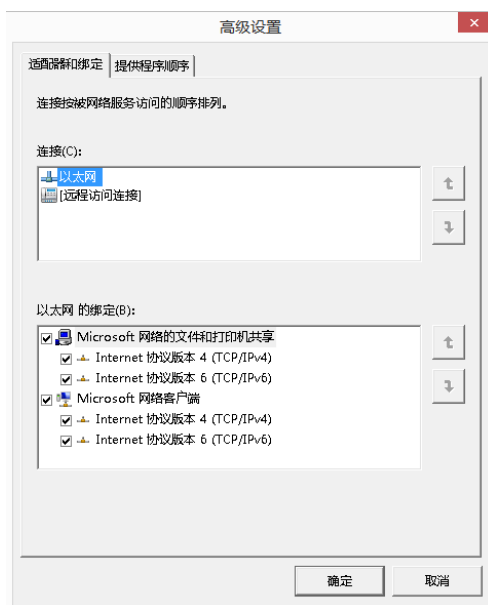 高级设置
适配器和绑定 提供程序顺序
连接按被网络服务访问的顺序排列。
连接(C):
以太网
[远程访问连接]
以太网 的绑定(B):
Microsoft 网络的文件和打印机共享
Internet 协议版本 4 (TCP/IPv4)
Internet 协议版本 6 (TCP/IPv6)
Microsoft 网络客户端
Internet 协议版本 4 (TCP/IPv4)
Internet 协议版本 6 (TCP/IPv6)
确定 取消